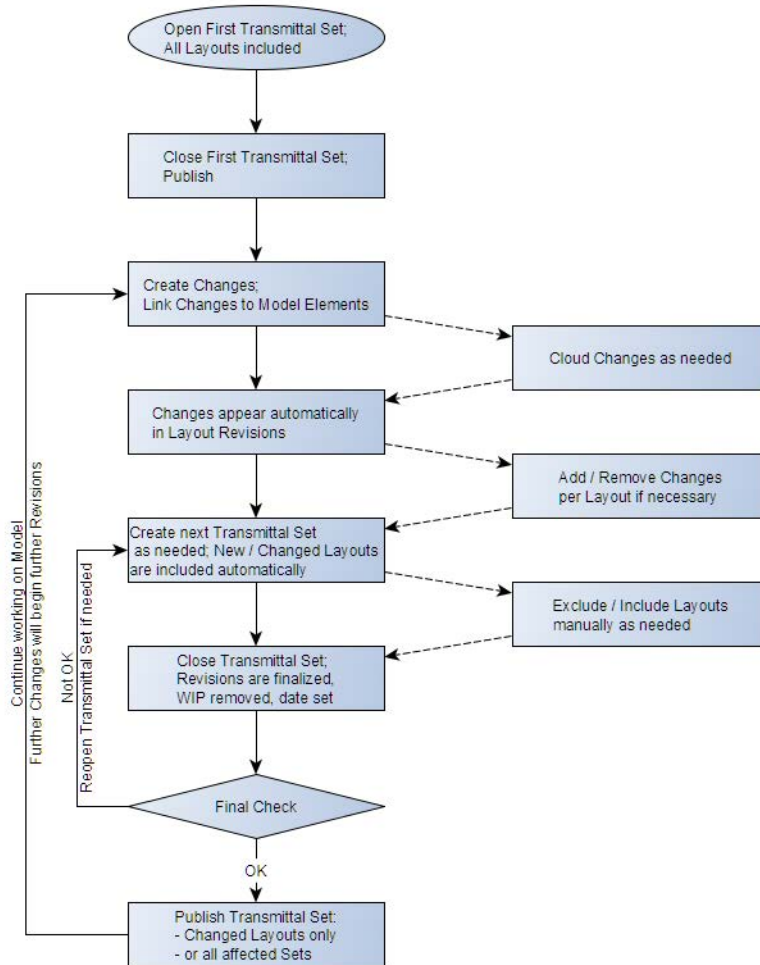 Open First Transmittal Set;
All Layouts included
Close First Transmittal Set;
Publish
Create Changes;
Link Changes to Model Elements
Cloud Changes as needed
Changes appear automatically
in Layout Revisions
Add / Remove Changes
per Layout if necessary
Create next Transmittal Set
as needed; New / Changed Layouts
are included automatically
Exclude / Include Layouts
manually as needed
Close Transmittal Set;
Revisions are finalized,
WIP removed, date set
Final Check
Not OK
Reopen Transmittal Set if needed
OK
Publish Transmittal Set:
- Changed Layouts only
- or all affected Sets
Continue working on Model
Further Changes will begin further Revisions